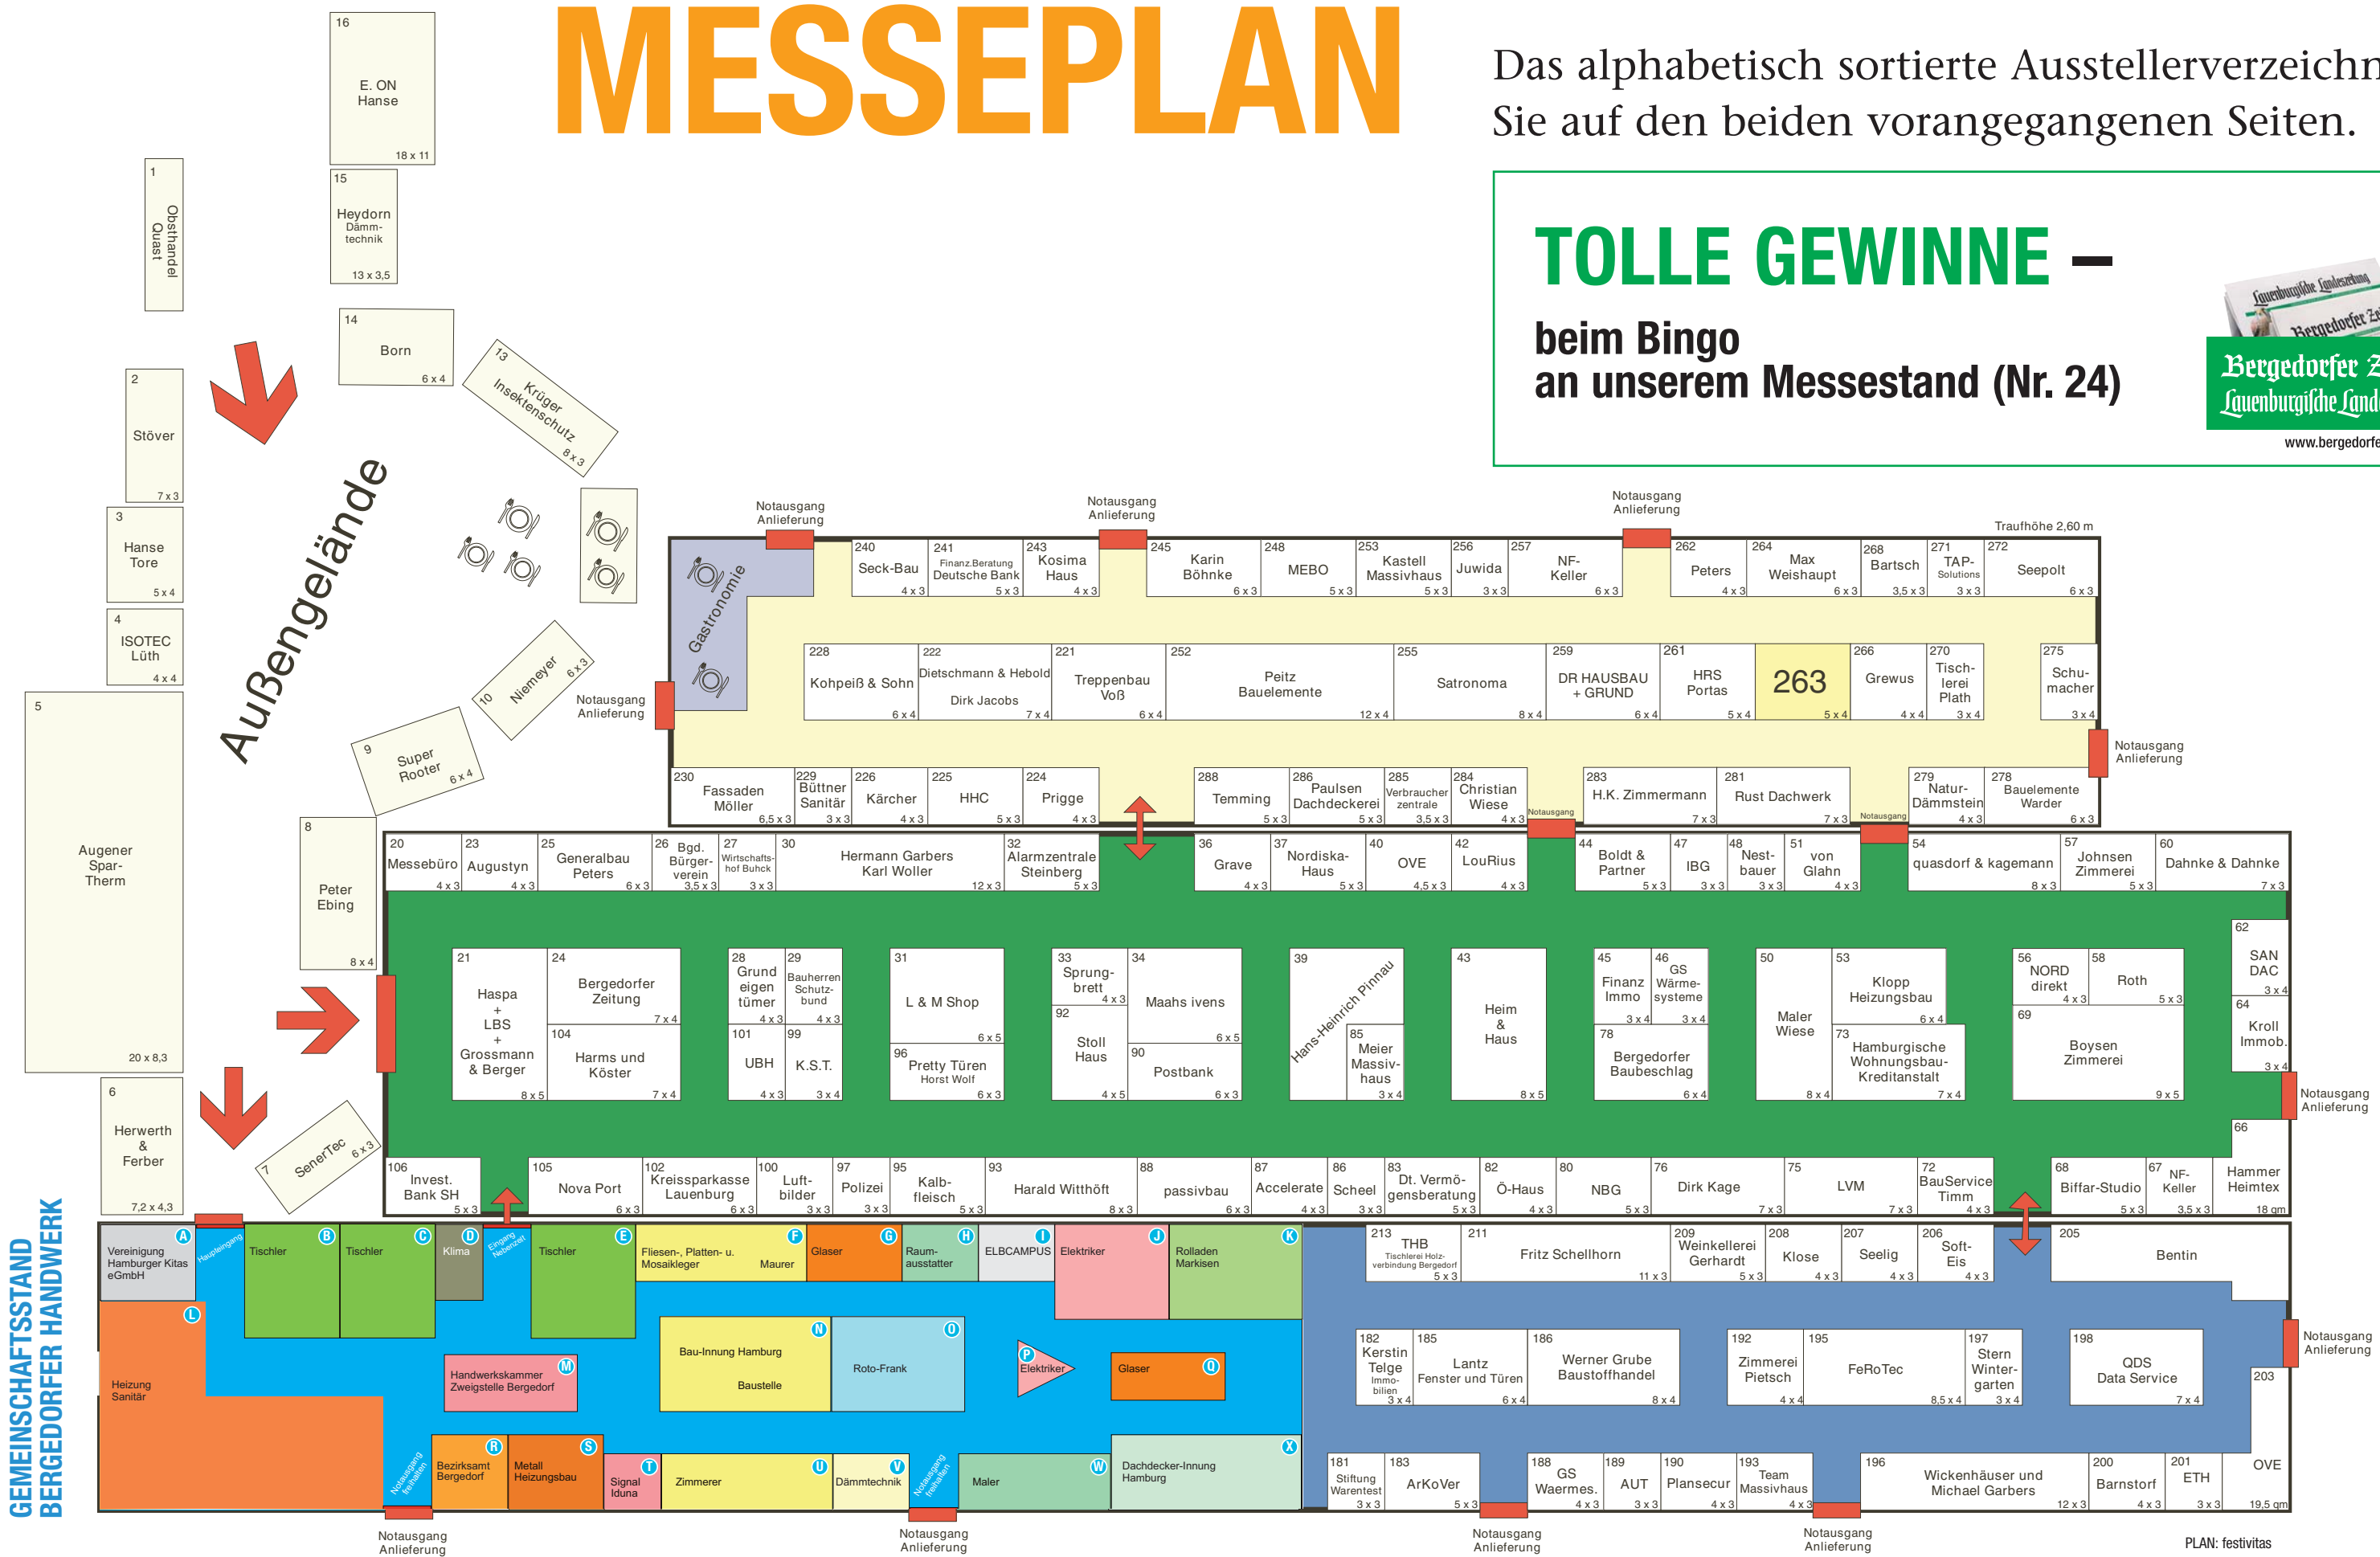 MESSEPLAN
Das alphabetisch sortierte Ausstellerverzeichn
Sie auf den beiden vorangegangenen Seiten.
TOLLE GEWINNE –
beim Bingo
an unserem Messestand (Nr. 24)
Lauenburgische Landeszeitung
Bergedorfer Ze
Bergedorfer Z
Lauenburgische Lande
www.bergedorfe
16
E. ON
Hanse
18 x 11
15
Heydorn
Dämm-
technik
13 x 3,5
1
Obsthandel
Quast
14
Born
6 x 4
13
Krüger
Insektenschutz
8 x 3
2
Stöver
7 x 3
3
Hanse
Tore
5 x 4
4
ISOTEC
Lüth
4 x 4
5
Augener
Spar-
Therm
20 x 8,3
6
Herwerth
&
Ferber
7,2 x 4,3
Außengelände
10
Niemeyer
6 x 3
9
Super
Rooter
6 x 4
8
Peter
Ebing
8 x 4
7
SenerTec
6 x 3
Notausgang
Anlieferung
Notausgang
Anlieferung
Notausgang
Anlieferung
Traufhöhe 2,60 m
Gastronomie
240
Seck-Bau
4 x 3
241
Finanz.Beratung
Deutsche Bank
5 x 3
243
Kosima
Haus
4 x 3
245
Karin
Böhnke
6 x 3
248
MEBO
5 x 3
253
Kastell
Massivhaus
5 x 3
256
Juwida
3 x 3
257
NF-
Keller
6 x 3
262
Peters
4 x 3
264
Max
Weishaupt
6 x 3
268
Bartsch
3,5 x 3
271
TAP-
Solutions
3 x 3
272
Seepolt
6 x 3
Notausgang
Anlieferung
228
Kohpeiß & Sohn
6 x 4
222
Dietschmann & Hebold
Dirk Jacobs
7 x 4
221
Treppenbau
Voß
6 x 4
252
Peitz
Bauelemente
12 x 4
255
Satronoma
8 x 4
259
DR HAUSBAU
+ GRUND
6 x 4
261
HRS
Portas
5 x 4
263
5 x 4
266
Grewus
4 x 4
270
Tisch-
lerei
Plath
3 x 4
275
Schu-
macher
3 x 4
Notausgang
Anlieferung
230
Fassaden
Möller
6,5 x 3
229
Büttner
Sanitär
3 x 3
226
Kärcher
4 x 3
225
HHC
5 x 3
224
Prigge
4 x 3
288
Temming
5 x 3
286
Paulsen
Dachdeckerei
5 x 3
285
Verbraucher
zentrale
3,5 x 3
284
Christian
Wiese
4 x 3
Notausgang
283
H.K. Zimmermann
7 x 3
281
Rust Dachwerk
7 x 3
Notausgang
279
Natur-
Dämmstein
4 x 3
278
Bauelemente
Warder
6 x 3
20
Messebüro
4 x 3
23
Augustyn
4 x 3
25
Generalbau
Peters
6 x 3
26
Bgd.
Bürger-
verein
3,5 x 3
27
Wirtschafts-
hof Buhck
3 x 3
30
Hermann Garbers
Karl Woller
12 x 3
32
Alarmzentrale
Steinberg
5 x 3
36
Grave
4 x 3
37
Nordiska-
Haus
5 x 3
40
OVE
4,5 x 3
42
LouRius
4 x 3
44
Boldt &
Partner
5 x 3
47
IBG
3 x 3
48
Nest-
bauer
3 x 3
51
von
Glahn
4 x 3
54
quasdorf & kagemann
8 x 3
57
Johnsen
Zimmerei
5 x 3
60
Dahnke & Dahnke
7 x 3
21
Haspa
+
LBS
+
Grossmann
& Berger
8 x 5
24
Bergedorfer
Zeitung
7 x 4
104
Harms und
Köster
7 x 4
28
Grund
eigen
tümer
4 x 3
29
Bauherren
Schutz-
bund
4 x 3
101
UBH
4 x 3
99
K.S.T.
3 x 4
31
L & M Shop
6 x 5
96
Pretty Türen
Horst Wolf
6 x 3
33
Sprung-
brett
4 x 3
92
Stoll
Haus
4 x 5
34
Maahs ivens
6 x 5
90
Postbank
6 x 3
39
Hans-Heinrich Pinnau
85
Meier
Massiv-
haus
3 x 4
43
Heim
&
Haus
8 x 5
45
Finanz
Immo
3 x 4
46
GS
Wärme-
systeme
3 x 4
78
Bergedorfer
Baubeschlag
6 x 4
50
Maler
Wiese
8 x 4
53
Klopp
Heizungsbau
6 x 4
73
Hamburgische
Wohnungsbau-
Kreditanstalt
7 x 4
56
NORD
direkt
4 x 3
58
Roth
5 x 3
69
Boysen
Zimmerei
9 x 5
62
SAN
DAC
3 x 4
64
Kroll
Immob.
3 x 4
Notausgang
Anlieferung
66
Hammer
Heimtex
18 qm
106
Invest.
Bank SH
5 x 3
105
Nova Port
6 x 3
102
Kreissparkasse
Lauenburg
6 x 3
100
Luft-
bilder
3 x 3
97
Polizei
3 x 3
95
Kalb-
fleisch
5 x 3
93
Harald Witthöft
8 x 3
88
passivbau
6 x 3
87
Accelerate
4 x 3
86
Scheel
3 x 3
83
Dt. Vermö-
gensberatung
5 x 3
82
Ö-Haus
4 x 3
80
NBG
5 x 3
76
Dirk Kage
7 x 3
75
LVM
7 x 3
72
BauService
Timm
4 x 3
68
Biffar-Studio
5 x 3
67
NF-
Keller
3,5 x 3
GEMEINSCHAFTSSTAND
BERGEDORFER HANDWERK
A
Vereinigung
Hamburger Kitas
eGmbH
Haupteingang
B
Tischler
C
Tischler
D
Klima
Eingang
Nebenzeit
E
Tischler
F
Fliesen-, Platten- u.
Mosaikleger
Maurer
G
Glaser
H
Raum-
ausstatter
I
ELBCAMPUS
J
Elektriker
K
Rolladen
Markisen
L
Heizung
Sanitär
M
Handwerkskammer
Zweigstelle Bergedorf
N
Bau-Innung Hamburg
Baustelle
O
Roto-Frank
P
Elektriker
Q
Glaser
Notausgang
freihalten
R
Bezirksamt
Bergedorf
S
Metall
Heizungsbau
T
Signal
Iduna
U
Zimmerer
V
Dämmtechnik
Notausgang
freihalten
W
Maler
X
Dachdecker-Innung
Hamburg
213
THB
Tischlerei Holz-
verbindung Bergedorf
5 x 3
211
Fritz Schellhorn
11 x 3
209
Weinkellerei
Gerhardt
5 x 3
208
Klose
4 x 3
207
Seelig
4 x 3
206
Soft-
Eis
4 x 3
205
Bentin
182
Kerstin
Telge
Immo-
bilien
3 x 4
185
Lantz
Fenster und Türen
6 x 4
186
Werner Grube
Baustoffhandel
8 x 4
192
Zimmerei
Pietsch
4 x 4
195
FeRoTec
8,5 x 4
197
Stern
Winter-
garten
3 x 4
198
QDS
Data Service
7 x 4
Notausgang
Anlieferung
203
OVE
19,5 qm
181
Stiftung
Warentest
3 x 3
183
ArKoVer
5 x 3
188
GS
Waermes.
4 x 3
189
AUT
3 x 3
190
Plansecur
4 x 3
193
Team
Massivhaus
4 x 3
196
Wickenhäuser und
Michael Garbers
12 x 3
200
Barnstorf
4 x 3
201
ETH
3 x 3
Notausgang
Anlieferung
Notausgang
Anlieferung
Notausgang
Anlieferung
Notausgang
Anlieferung
PLAN: festivitas